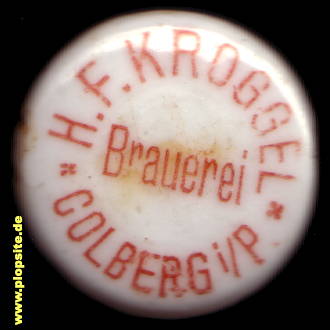 H.F. KROGGEL
Brauerei
* COLBERG i/P *
www.plopsite.de